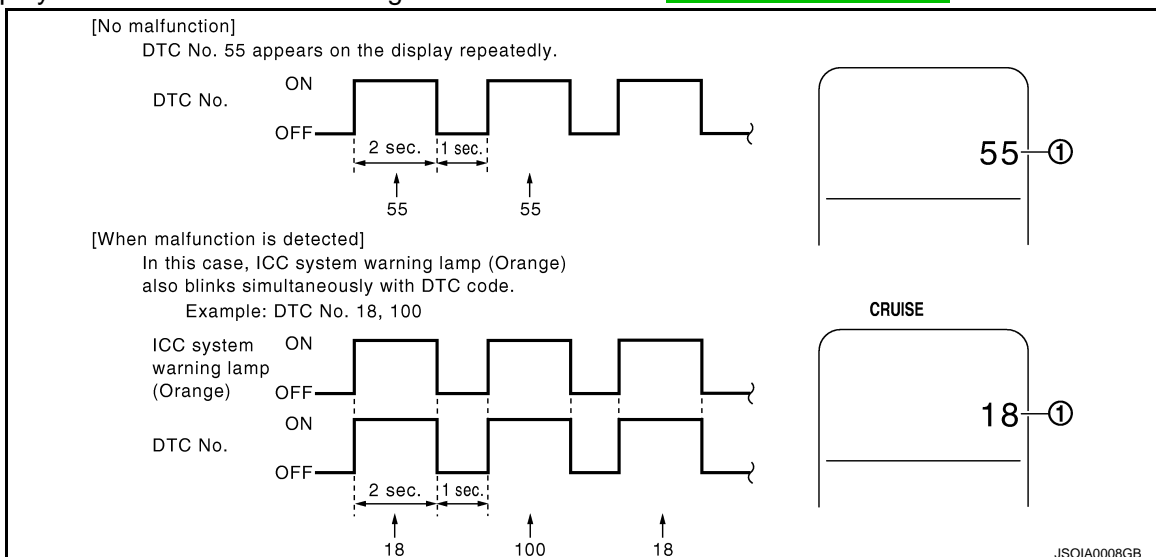 [No malfunction]
DTC No. 55 appears on the display repeatedly.
DTC No.
ON
OFF
2 sec.
1 sec.
55
55
55
①
[When malfunction is detected]
In this case, ICC system warning lamp (Orange)
also blinks simultaneously with DTC code.
Example: DTC No. 18, 100
ICC system
warning lamp
(Orange)
ON
OFF
DTC No.
ON
OFF
2 sec.
1 sec.
18
100
18
CRUISE
18
①
JSOIA0008GB